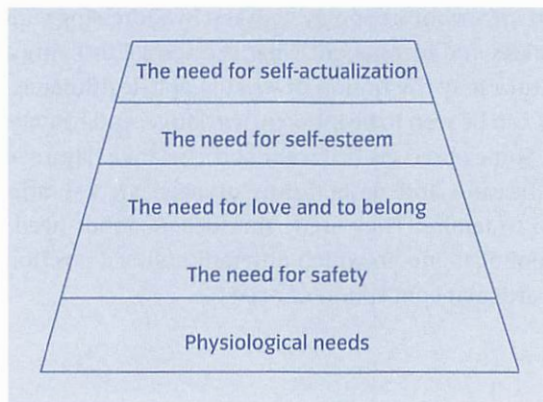 The need for self-actualization
The need for self-esteem
The need for love and to belong
The need for safety
Physiological needs